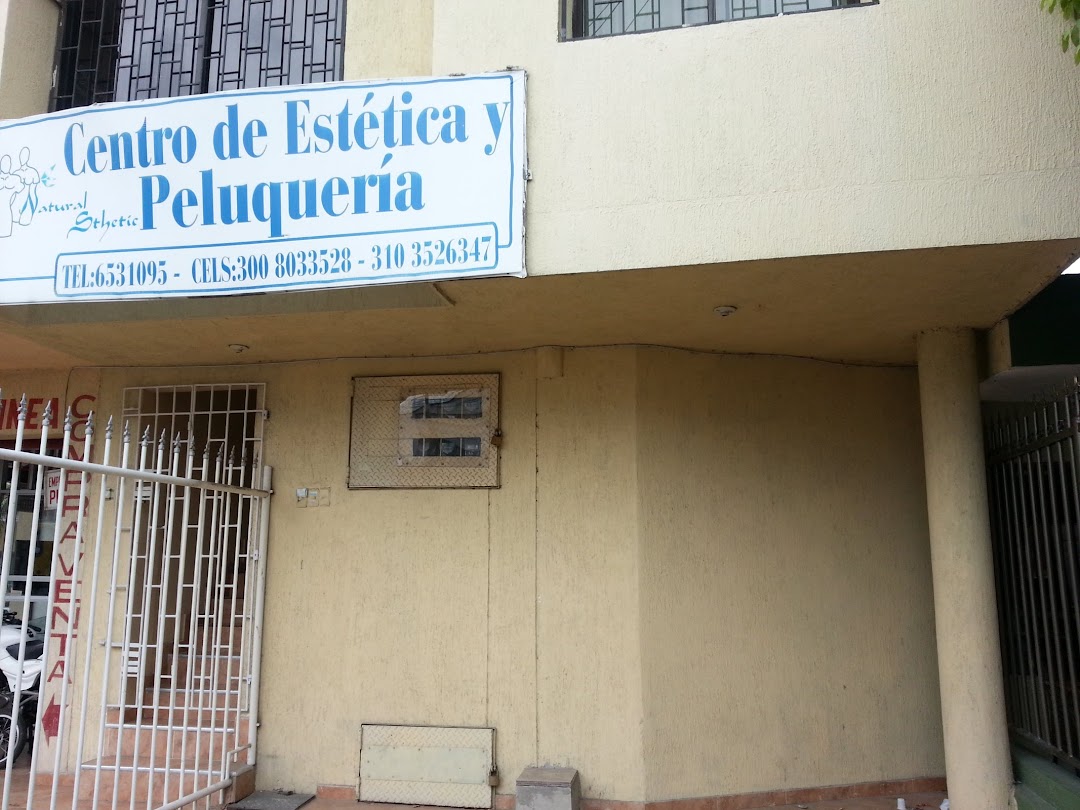 Centro de Estética y
Peluquería
Natural
Sthetic
TEL:6531095 - CELS:300 8033528 - 310 3526347
COMPRAVENTA